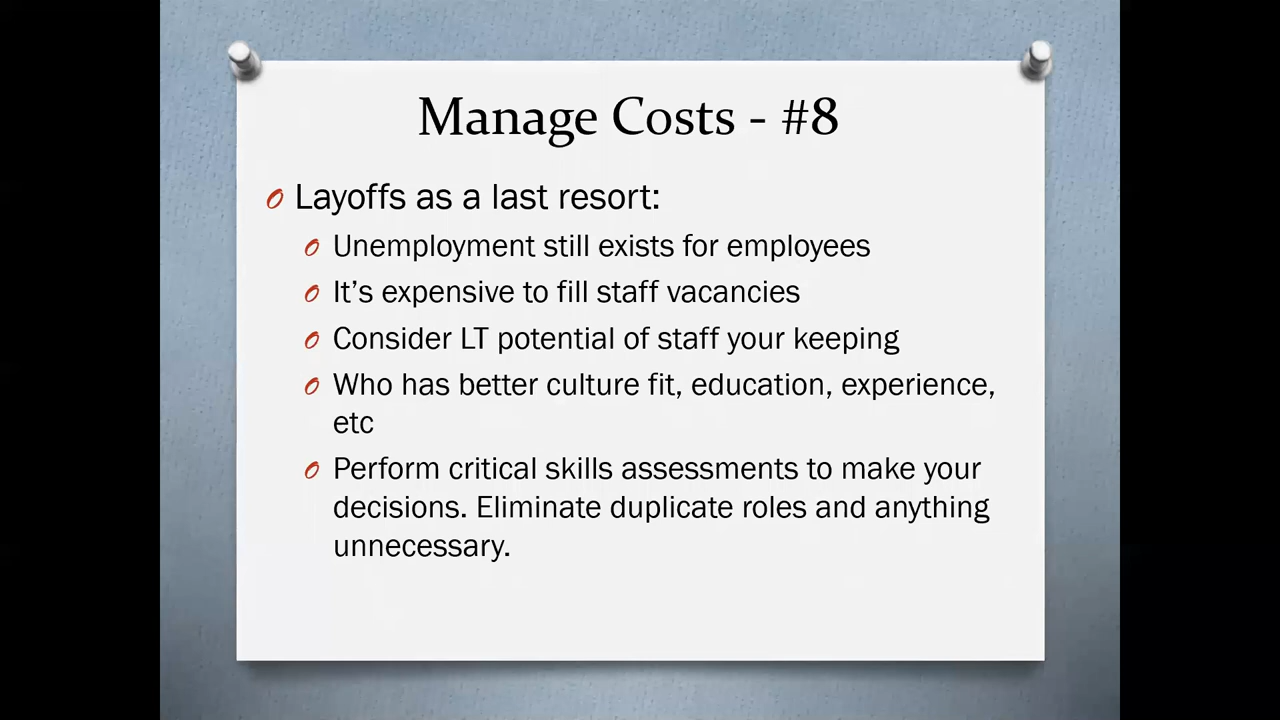 Manage Costs - #8
Layoffs as a last resort:
Unemployment still exists for employees
It’s expensive to fill staff vacancies
Consider LT potential of staff your keeping
Who has better culture fit, education, experience,
etc
Perform critical skills assessments to make your
decisions. Eliminate duplicate roles and anything
unnecessary.